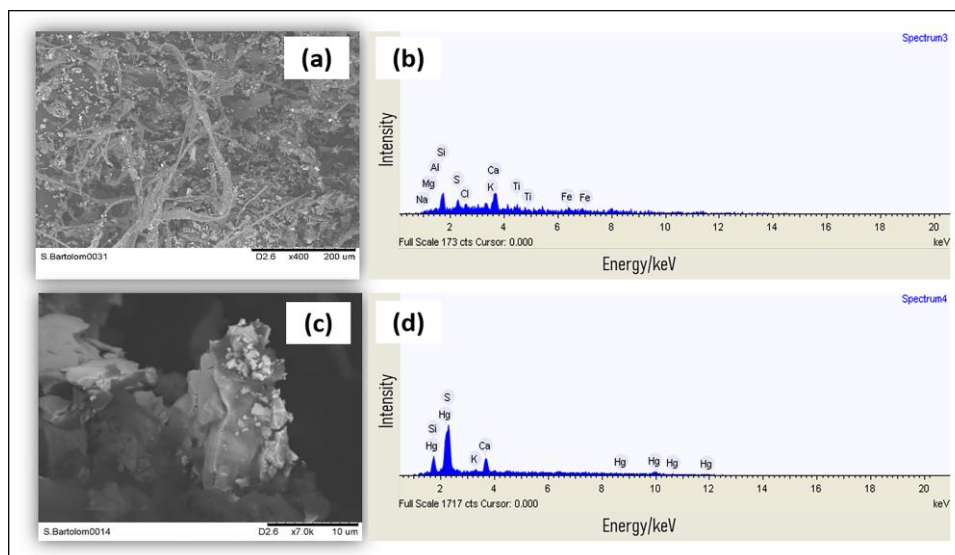 (a)
S.Bartolom0031 D2.6 x400 200 um
(b)
Spectrum3
Intensity
Si
Al
Mg
Na
S
Cl
Ca
K
Ti
Ti
Fe
Fe
2 4 6 8 10 12 14 16 18 20
Full Scale 173 cts Cursor: 0.000
keV
Energy/keV
(c)
S.Bartolom0014 D2.6 x7.0k 10 um
(d)
Spectrum4
Intensity
S
Hg
Si
Hg
K
Ca
Hg
Hg
Hg
Hg
2 4 6 8 10 12 14 16 18 20
Full Scale 1717 cts Cursor: 0.000
keV
Energy/keV